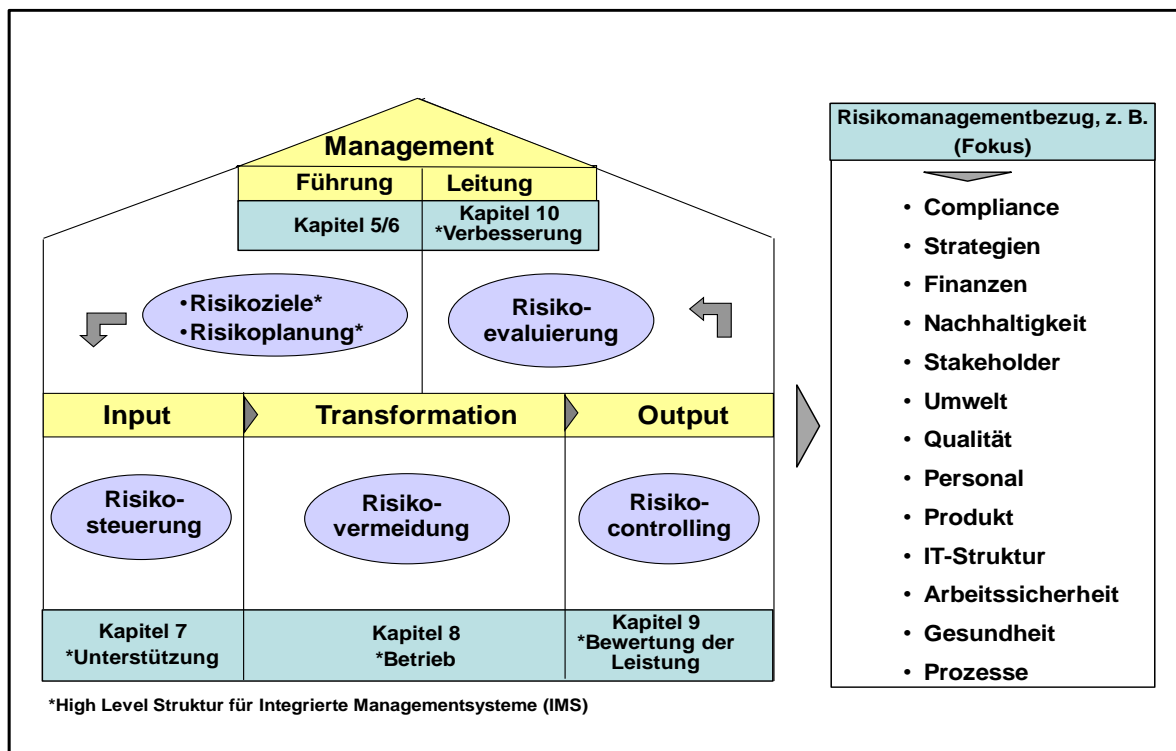 Management
Führung
Leitung
Kapitel 5/6
Kapitel 10
*Verbesserung
•Risikoziele*
•Risikoplanung*
Risiko-
evaluierung
Input
Transformation
Output
Risiko-
steuerung
Risiko-
vermeidung
Risiko-
controlling
Kapitel 7
*Unterstützung
Kapitel 8
*Betrieb
Kapitel 9
*Bewertung der
Leistung
*High Level Struktur für Integrierte Managementsysteme (IMS)
Risikomanagementbezug, z. B.
(Fokus)
• Compliance
• Strategien
• Finanzen
• Nachhaltigkeit
• Stakeholder
• Umwelt
• Qualität
• Personal
• Produkt
• IT-Struktur
• Arbeitssicherheit
• Gesundheit
• Prozesse